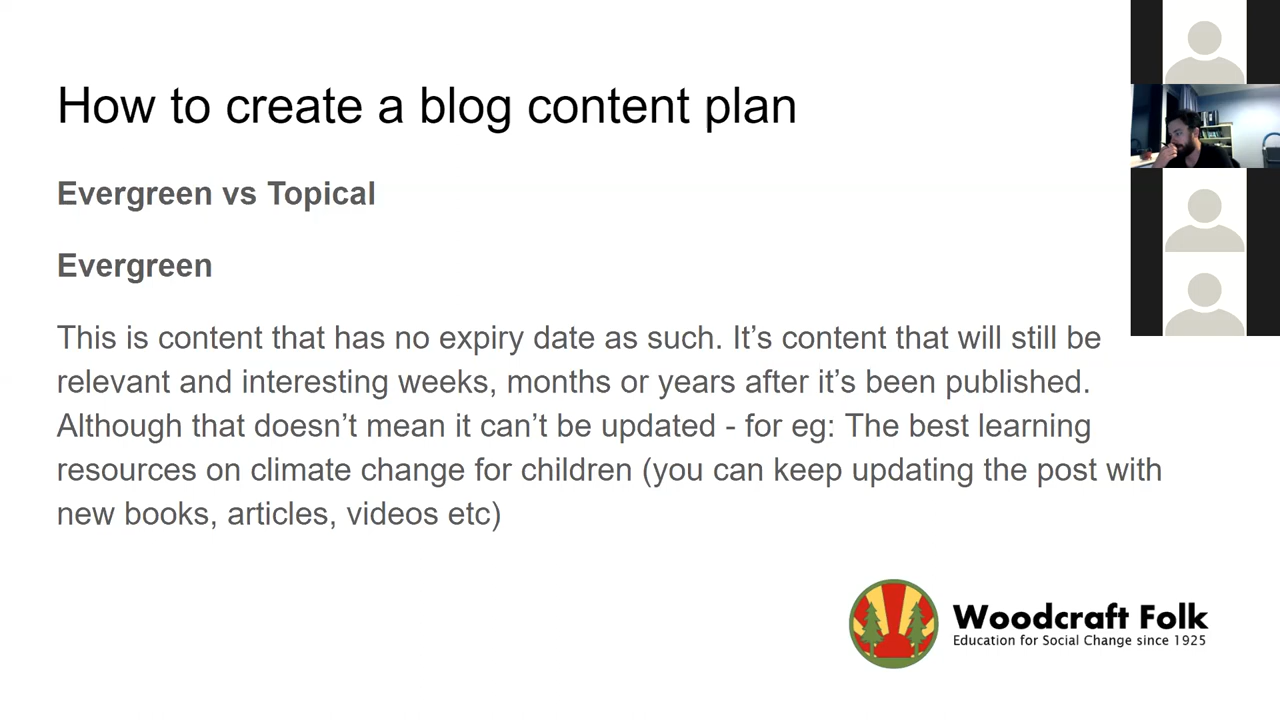 How to create a blog content plan
Evergreen vs Topical
Evergreen
This is content that has no expiry date as such. It’s content that will still be
relevant and interesting weeks, months or years after it’s been published.
Although that doesn’t mean it can’t be updated - for eg: The best learning
resources on climate change for children (you can keep updating the post with
new books, articles, videos etc)
Woodcraft Folk
Education for Social Change since 1925